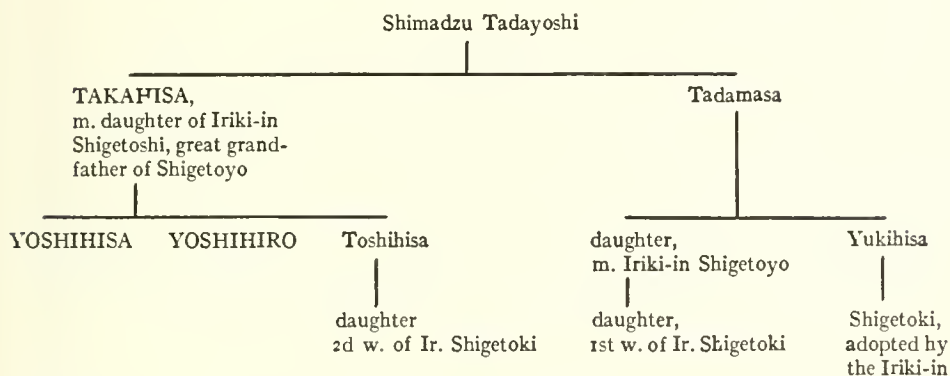 Shimadzu Tadayoshi
TAKAHISA,
m. daughter of Iriki-in
Shigetoshi, great grand-
father of Shigetoyo
Tadamasa
YOSHIHISA YOSHIHIRO Toshihisa
daughter,
m. Iriki-in Shigetoyo
Yukihisa
daughter
2d w. of Ir. Shigetoki
daughter,
1st w. of Ir. Shigetoki
Shigetoki,
adopted by
the Iriki-in